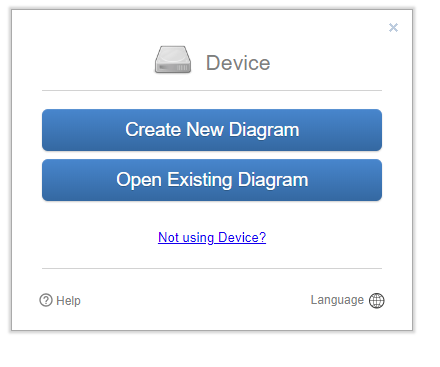 Device
Create New Diagram
Open Existing Diagram
Not using Device?
Help
Language